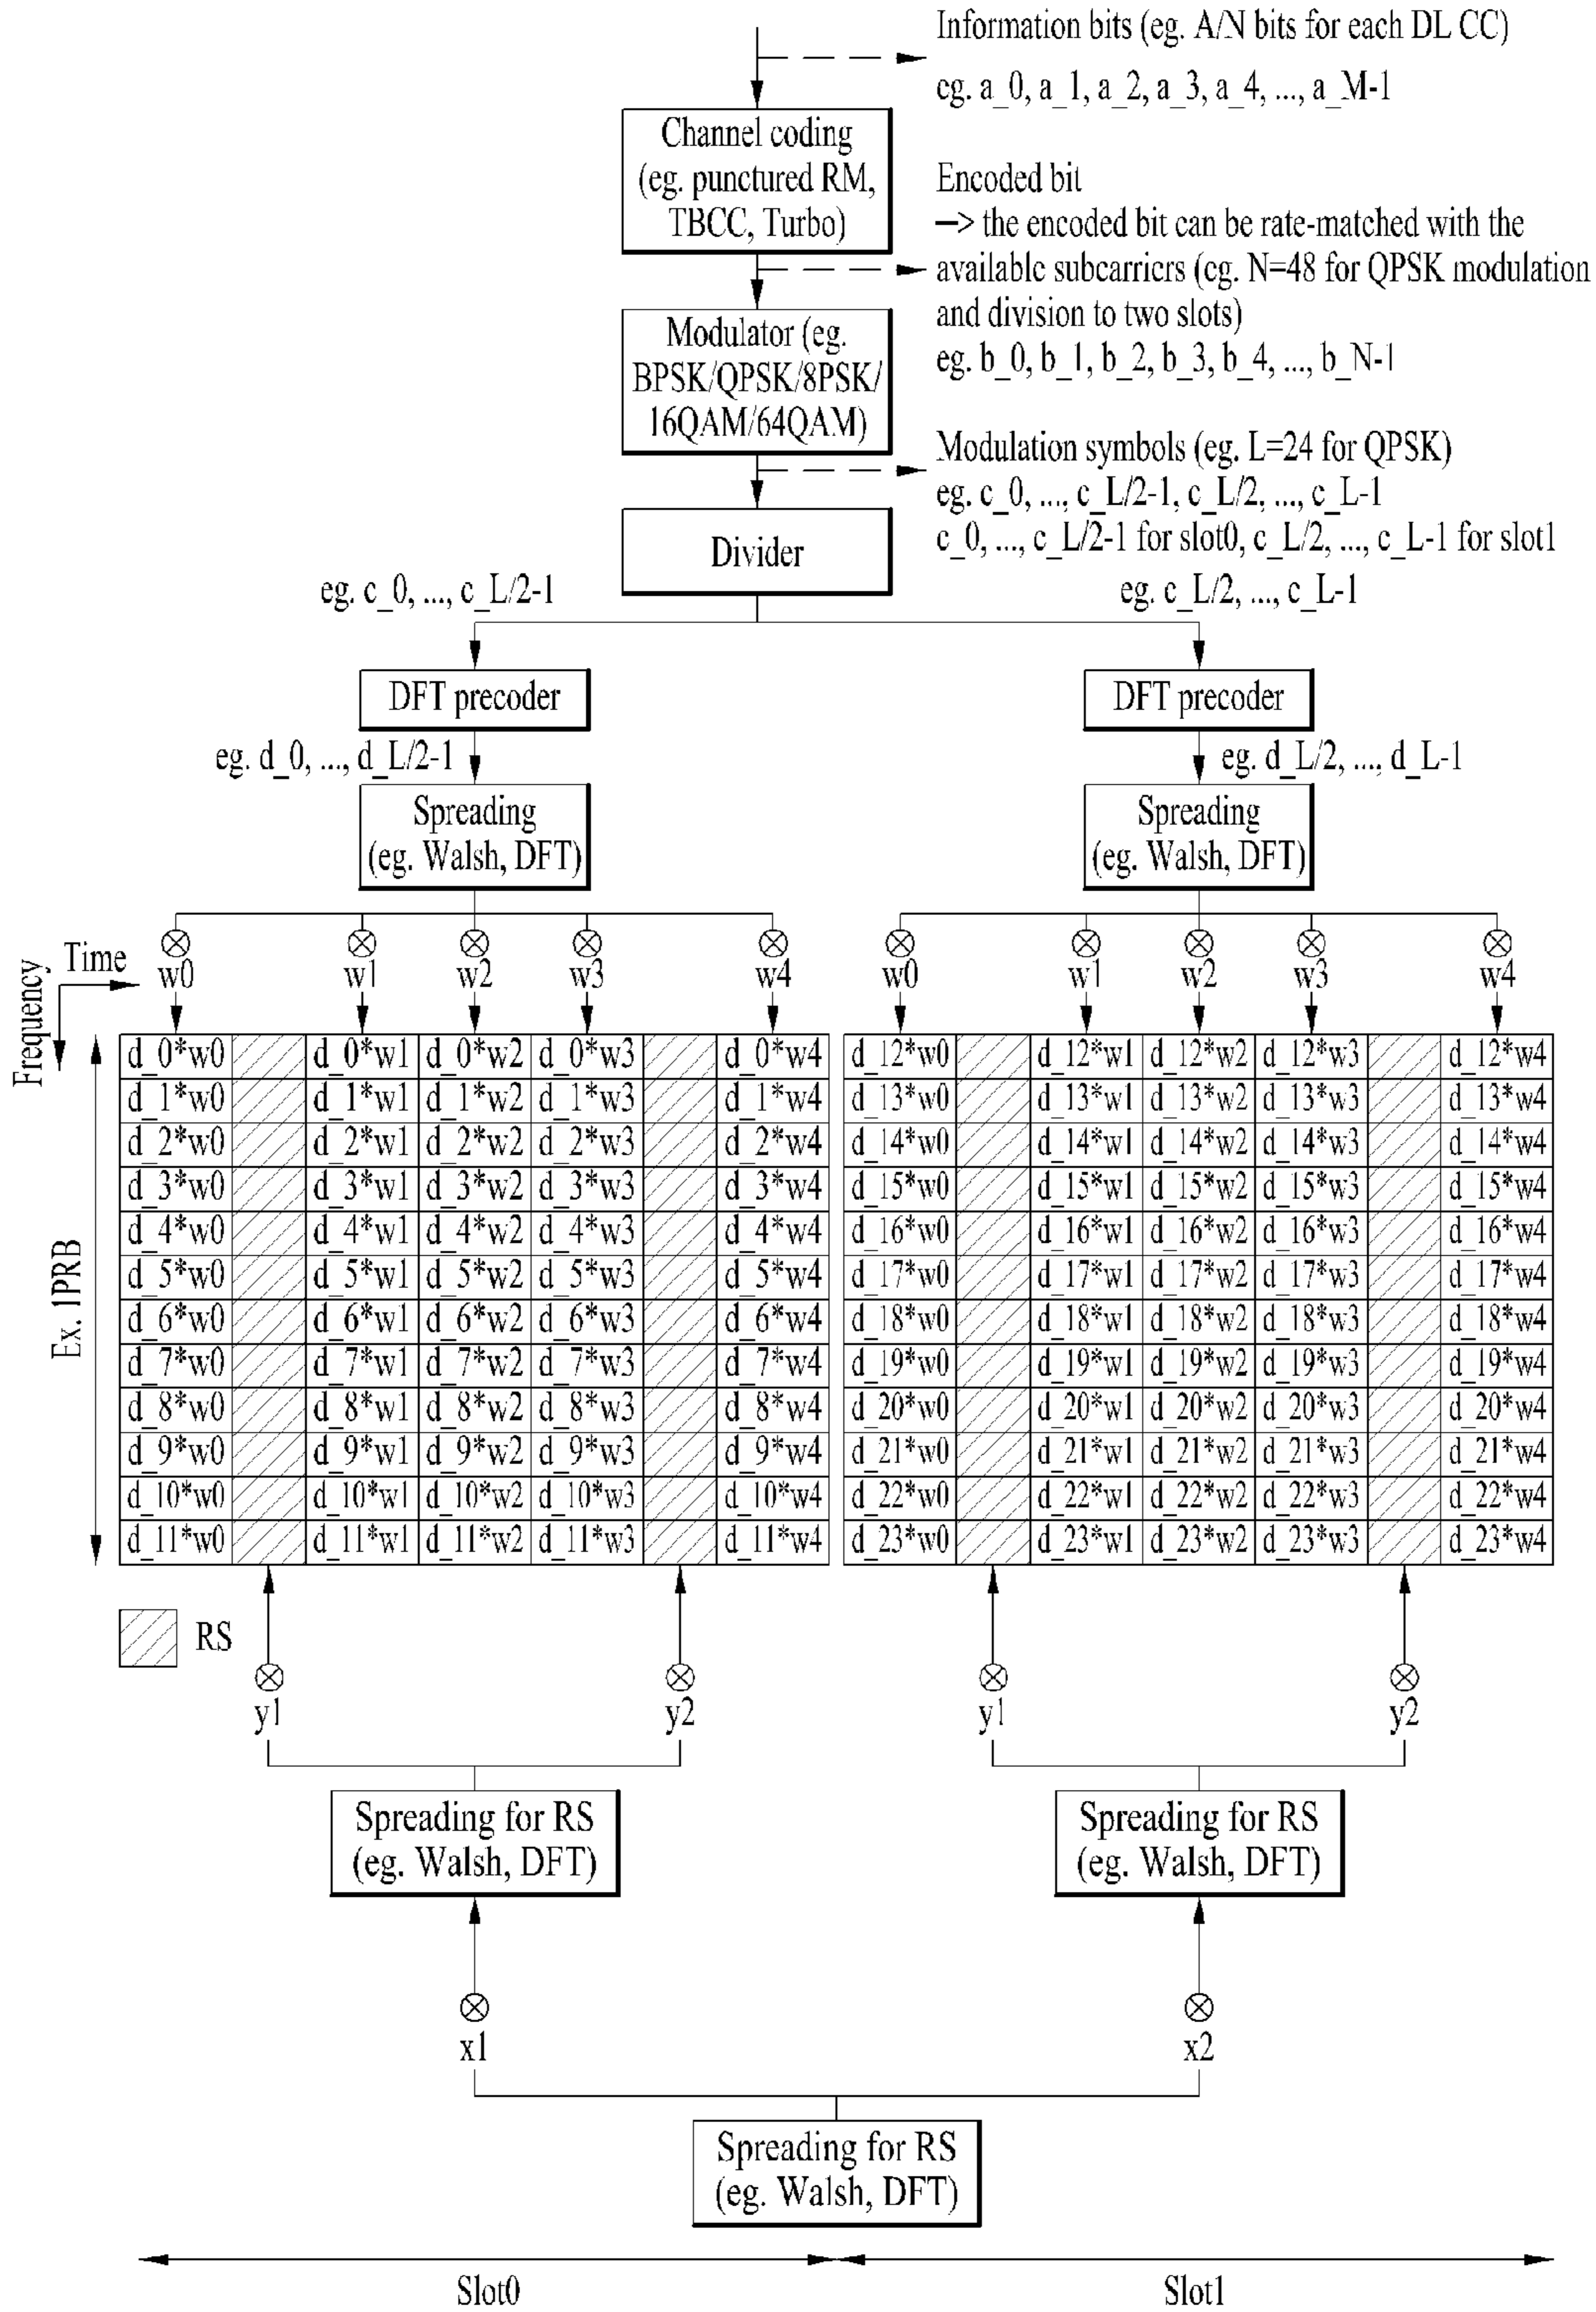 Information bits (eg. A/N bits for each DL CC)
eg. a_0, a_1, a_2, a_3, a_4, ..., a_M-1
Channel coding
(eg. punctured RM,
TBCC, Turbo)
Encoded bit
—> the encoded bit can be rate-matched with the
available subcarriers (eg. N=48 for QPSK modulation
and division to two slots)
eg. b_0, b_1, b_2, b_3, b_4, ..., b_N-1
Modulator (eg.
BPSK/QPSK/8PSK/
16QAM/64QAM)
Modulation symbols (eg. L=24 for QPSK)
eg. c_0, ..., c_L/2-1, c_L/2, ..., c_L-1
c_0, ..., c_L/2-1 for slot0, c_L/2, ..., c_L-1 for slot1
Divider
eg. c_0, ..., c_L/2-1
eg. c_L/2, ..., c_L-1
DFT precoder
DFT precoder
eg. d_0, ..., d_L/2-1
eg. d_L/2, ..., d_L-1
Spreading
(eg. Walsh, DFT)
Spreading
(eg. Walsh, DFT)
Time
Frequency
w0 w1 w2 w3 w4 w0 w1 w2 w3 w4
d_0*w0 d_0*w1 d_0*w2 d_0*w3 d_0*w4 d_12*w0 d_12*w1 d_12*w2 d_12*w3 d_12*w4
d_1*w0 d_1*w1 d_1*w2 d_1*w3 d_1*w4 d_13*w0 d_13*w1 d_13*w2 d_13*w3 d_13*w4
d_2*w0 d_2*w1 d_2*w2 d_2*w3 d_2*w4 d_14*w0 d_14*w1 d_14*w2 d_14*w3 d_14*w4
d_3*w0 d_3*w1 d_3*w2 d_3*w3 d_3*w4 d_15*w0 d_15*w1 d_15*w2 d_15*w3 d_15*w4
d_4*w0 d_4*w1 d_4*w2 d_4*w3 d_4*w4 d_16*w0 d_16*w1 d_16*w2 d_16*w3 d_16*w4
d_5*w0 d_5*w1 d_5*w2 d_5*w3 d_5*w4 d_17*w0 d_17*w1 d_17*w2 d_17*w3 d_17*w4
d_6*w0 d_6*w1 d_6*w2 d_6*w3 d_6*w4 d_18*w0 d_18*w1 d_18*w2 d_18*w3 d_18*w4
d_7*w0 d_7*w1 d_7*w2 d_7*w3 d_7*w4 d_19*w0 d_19*w1 d_19*w2 d_19*w3 d_19*w4
d_8*w0 d_8*w1 d_8*w2 d_8*w3 d_8*w4 d_20*w0 d_20*w1 d_20*w2 d_20*w3 d_20*w4
d_9*w0 d_9*w1 d_9*w2 d_9*w3 d_9*w4 d_21*w0 d_21*w1 d_21*w2 d_21*w3 d_21*w4
d_10*w0 d_10*w1 d_10*w2 d_10*w3 d_10*w4 d_22*w0 d_22*w1 d_22*w2 d_22*w3 d_22*w4
d_11*w0 d_11*w1 d_11*w2 d_11*w3 d_11*w4 d_23*w0 d_23*w1 d_23*w2 d_23*w3 d_23*w4
Ex. 1PRB
RS
y1 y2 y1 y2
Spreading for RS
(eg. Walsh, DFT)
Spreading for RS
(eg. Walsh, DFT)
x1 x2
Spreading for RS
(eg. Walsh, DFT)
Slot0 Slot1